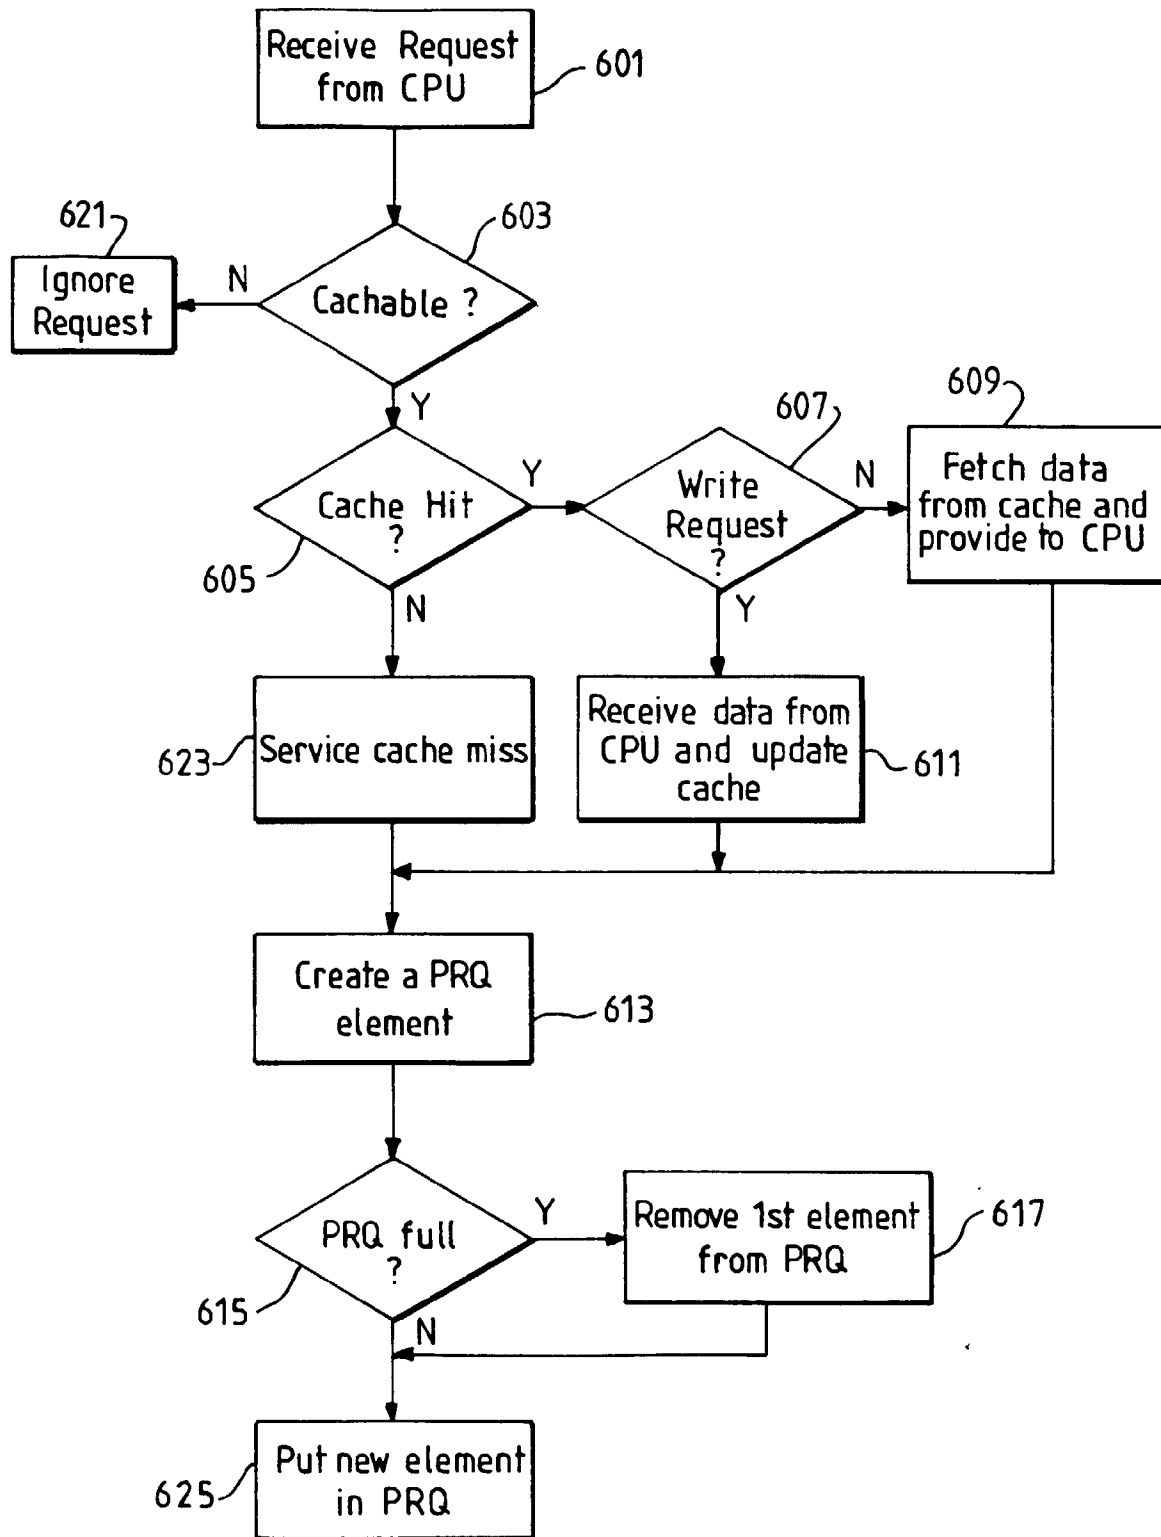 Receive Request
from CPU
601
603
621
Ignore
Request
N
Cachable ?
Y
609
607
Cache Hit
?
Y
605
N
Write
Request
?
N
Y
Fetch data
from cache and
provide to CPU
Service cache miss
623
Receive data from
CPU and update
cache
611
Create a PRQ
element
613
PRQ full
?
Y
615
N
Remove 1st element
from PRQ
617
Put new element
in PRQ
625